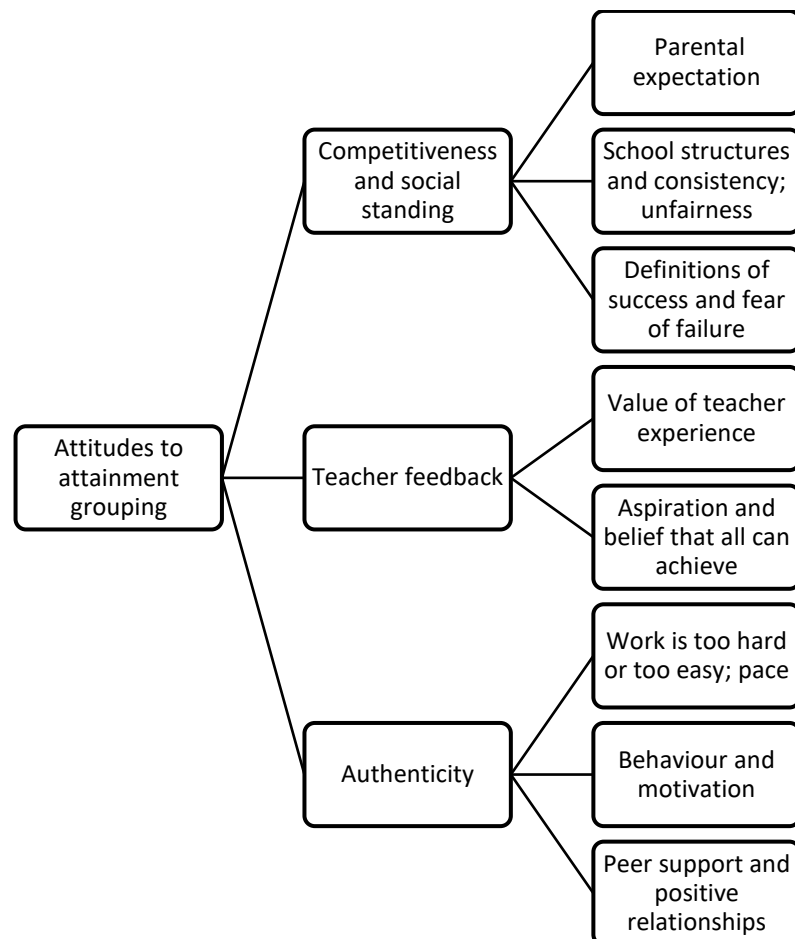 Attitudes to
attainment
grouping
Competitiveness
and social
standing
Parental
expectation
School structures
and consistency;
unfairness
Definitions of
success and fear
of failure
Teacher feedback
Value of teacher
experience
Aspiration and
belief that all can
achieve
Authenticity
Work is too hard
or too easy; pace
Behaviour and
motivation
Peer support and
positive
relationships